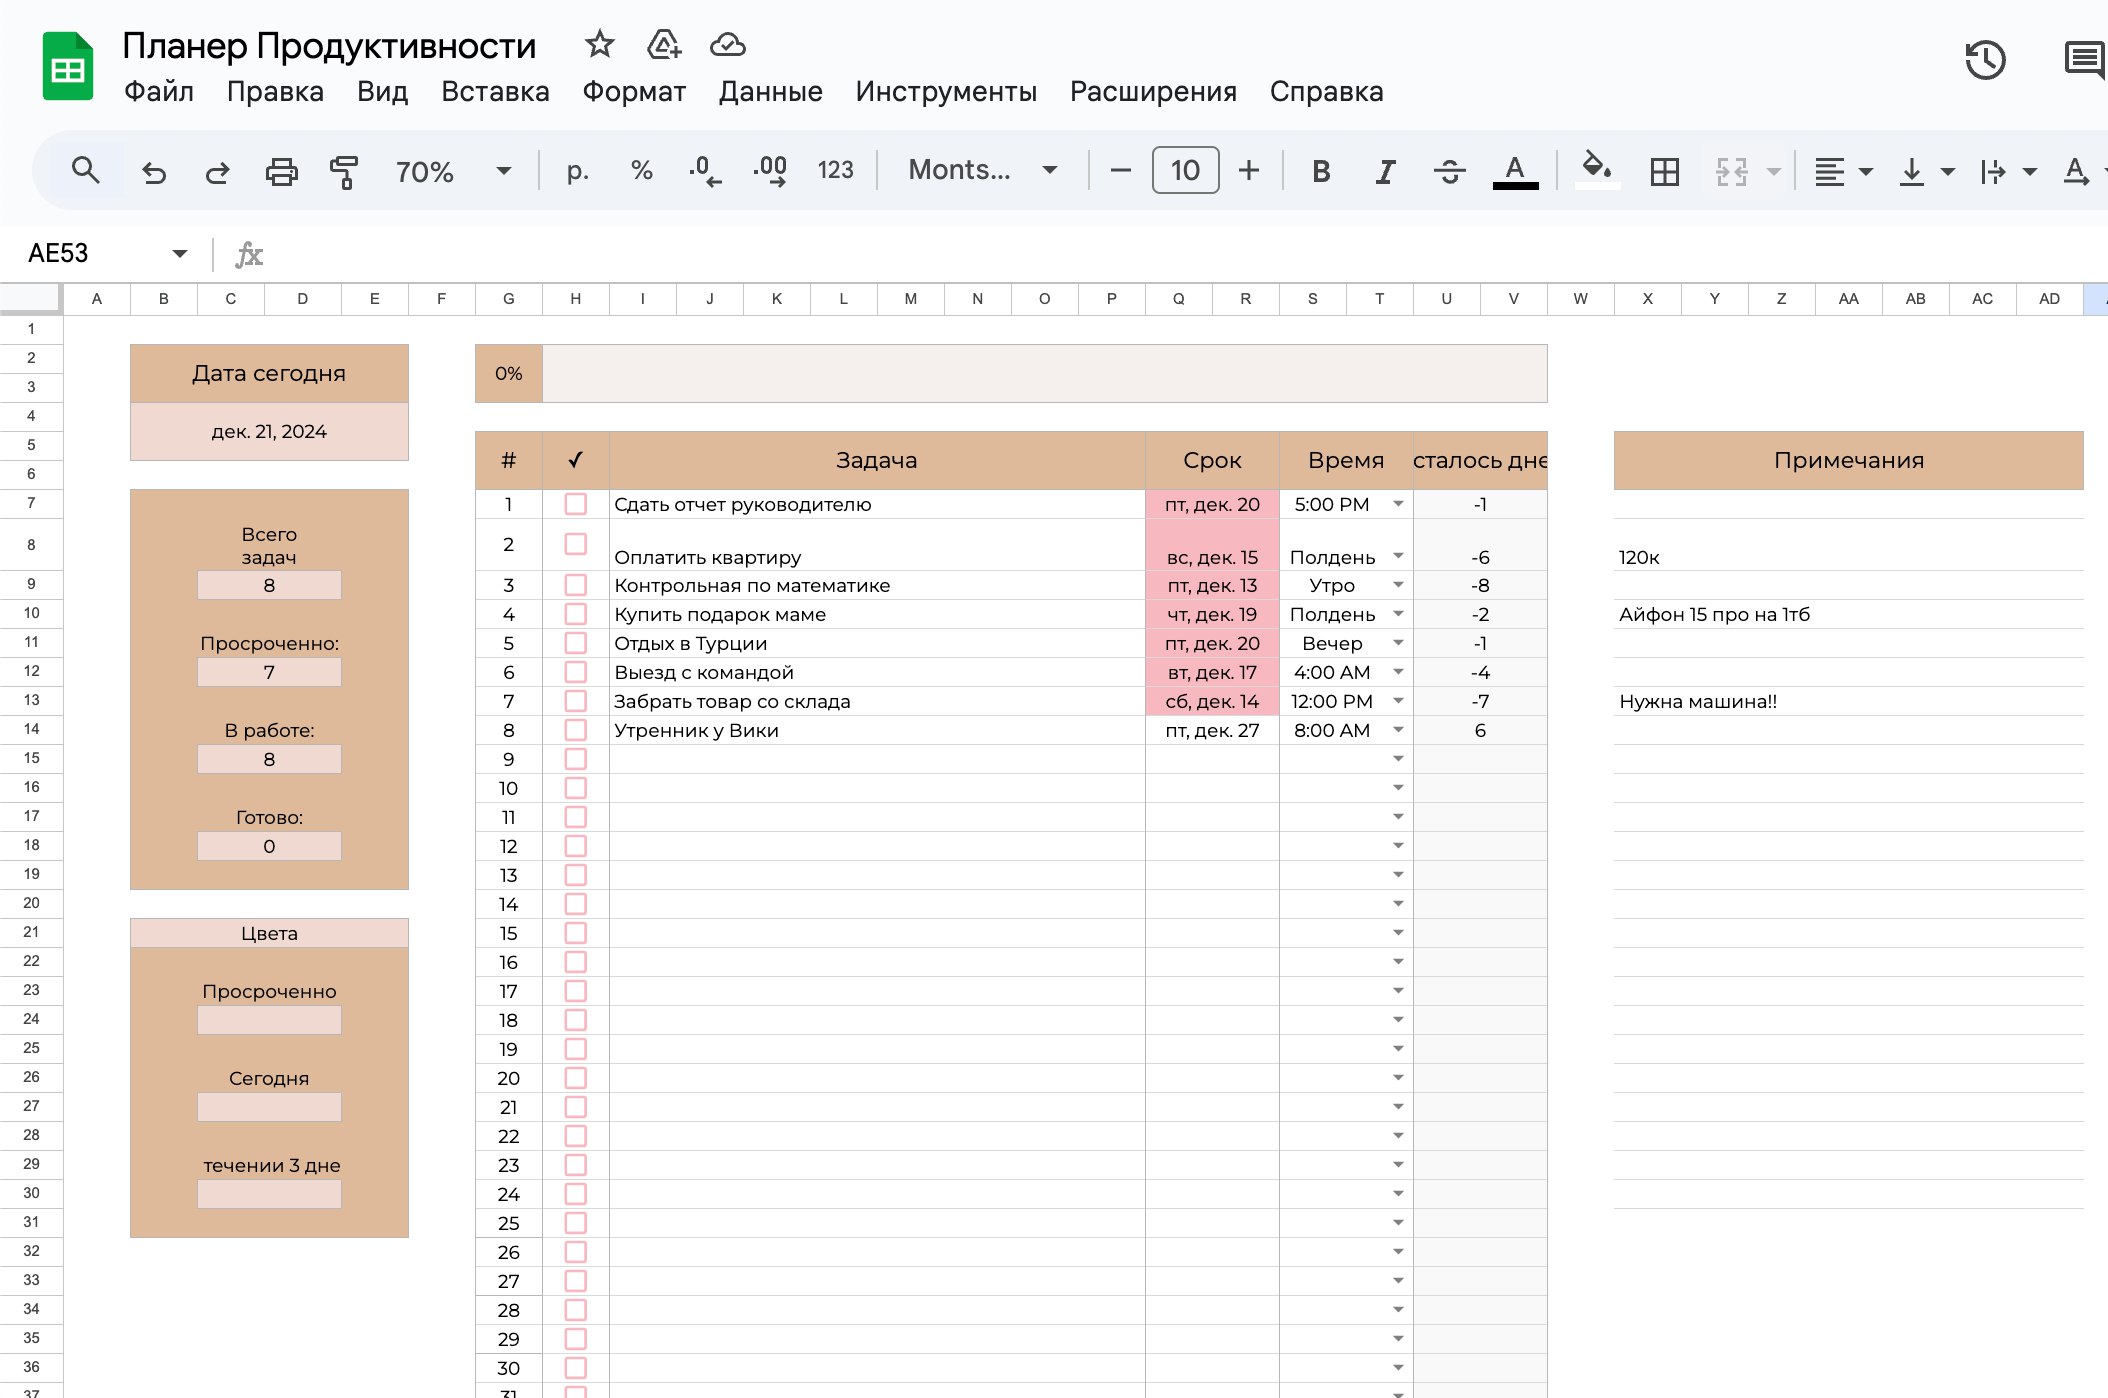 Планер Продуктивности
Файл Правка Вид Вставка Формат Данные Инструменты Расширения Справка
70% р. % .0 .00 123 Monts... 10 B I S A A
AE53 fx
A B C D E F G H I J K L M N O P Q R S T U V W X Y Z AA AB AC AD
1
2
3
4
5
6
7
8
9
10
11
12
13
14
15
16
17
18
19
20
21
22
23
24
25
26
27
28
29
30
31
32
33
34
35
36
37
Дата сегодня
дек. 21, 2024
Всего
задач
8
Просроченно:
7
В работе:
8
Готово:
0
Цвета
Просроченно
Сегодня
течении 3 дне
0%
# ✓ Задача Срок Время сталось дне
1 Сдать отчет руководителю пт, дек. 20 5:00 PM -1
2 Оплатить квартиру вс, дек. 15 Полдень -6
3 Контрольная по математике пт, дек. 13 Утро -8
4 Купить подарок маме чт, дек. 19 Полдень -2
5 Отдых в Турции пт, дек. 20 Вечер -1
6 Выезд с командой вт, дек. 17 4:00 AM -4
7 Забрать товар со склада сб, дек. 14 12:00 PM -7
8 Утренник у Вики пт, дек. 27 8:00 AM 6
9
10
11
12
13
14
15
16
17
18
19
20
21
22
23
24
25
26
27
28
29
30
31
Примечания
120к
Айфон 15 про на 1тб
Нужна машина!!